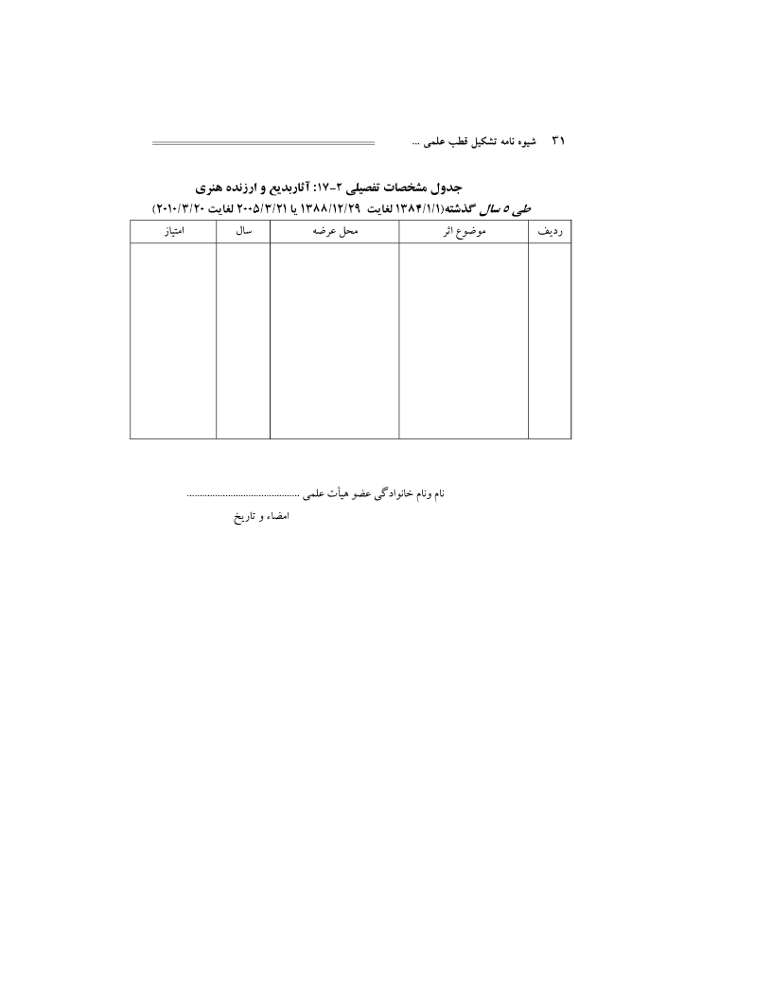 ۳۱ شیوه نامه تشکیل قطب علمی ...
جدول مشخصات تفصیلی ۲-۱۷: آثاربدیع و ارزنده هنری
طی ۵ سال گذشته(۱۳۸۴/۱/۱ لغایت ۱۳۸۸/۱۲/۲۹ یا ۲۰۰۵/۳/۲۱ لغایت ۲۰۱۰/۳/۲۰)
ردیف موضوع اثر محل عرضه سال امتیاز
نام ونام خانوادگی عضو هیأت علمی ............................................
امضاء و تاریخ